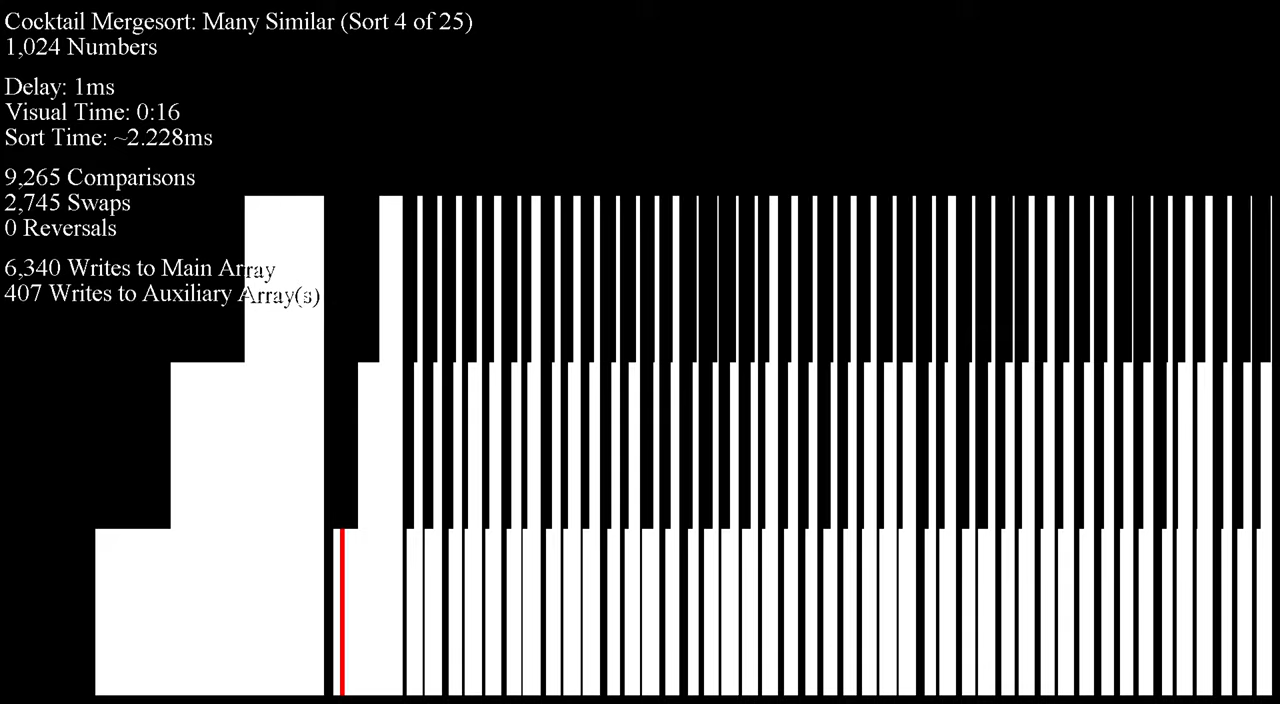 Cocktail Mergesort: Many Similar (Sort 4 of 25)
1,024 Numbers
Delay: 1ms
Visual Time: 0:16
Sort Time: ~2.228ms
9,265 Comparisons
2,745 Swaps
0 Reversals
6,340 Writes to Main Array
407 Writes to Auxiliary Array(s)